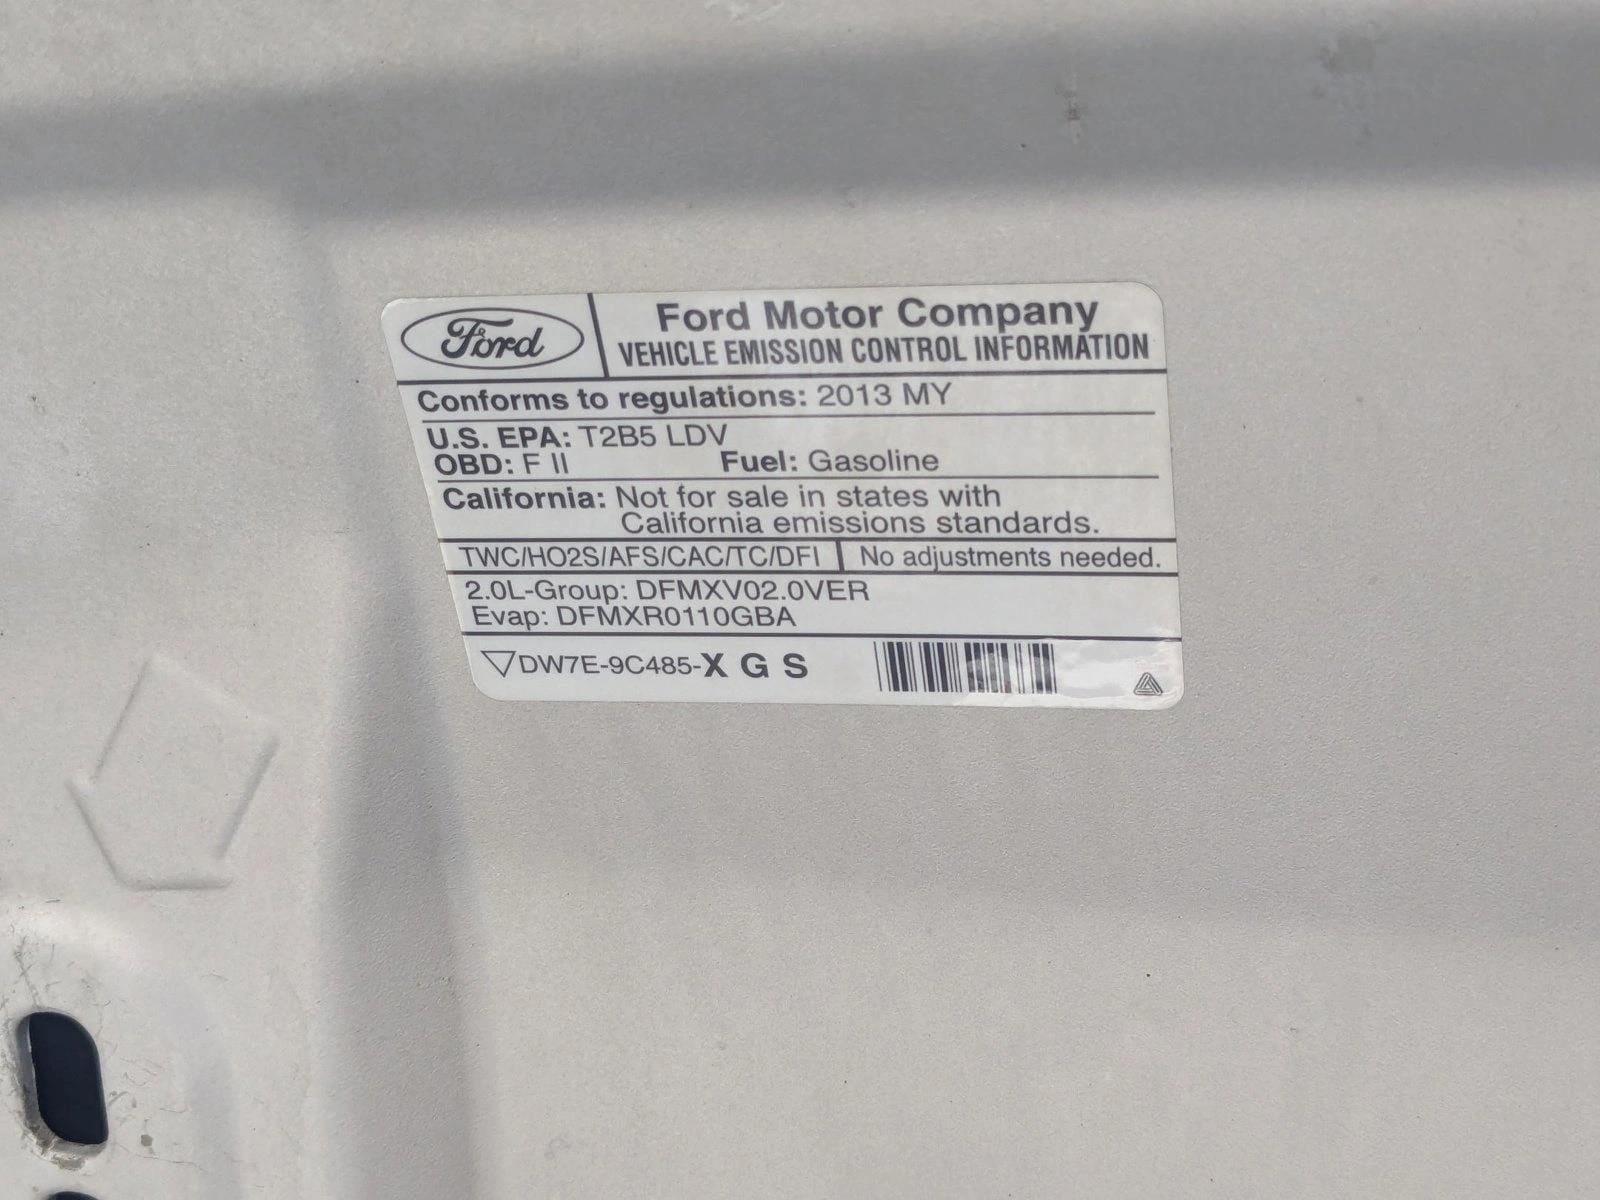 Ford
Ford Motor Company
VEHICLE EMISSION CONTROL INFORMATION
Conforms to regulations: 2013 MY
U.S. EPA: T2B5 LDV
OBD: F II Fuel: Gasoline
California: Not for sale in states with
California emissions standards.
TWC/HO2S/AFS/CAC/TC/DFI No adjustments needed.
2.0L-Group: DFMXV02.0VER
Evap: DFMXR0110GBA
DW7E-9C485-X G S